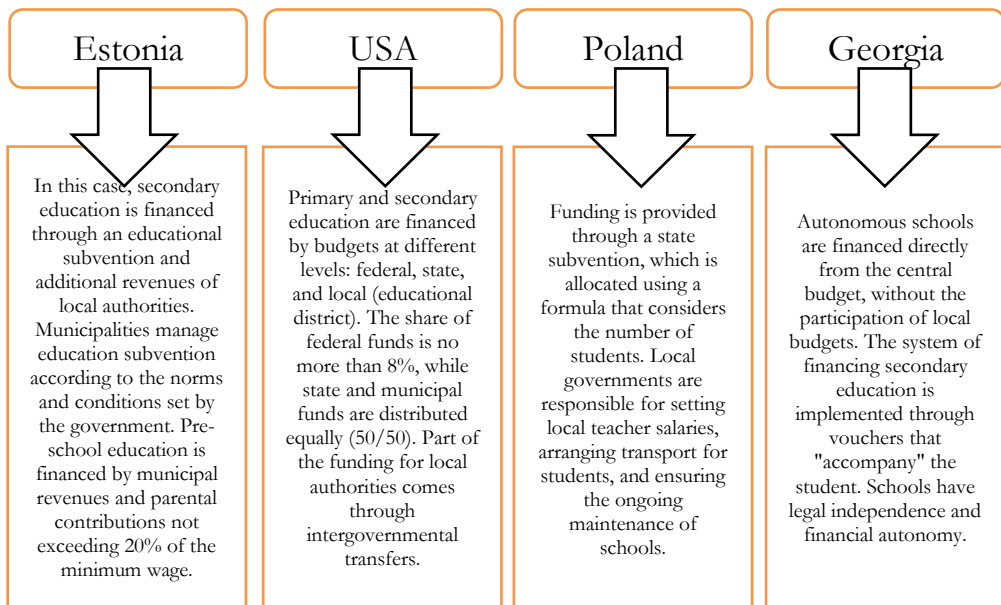 Estonia
In this case, secondary
education is financed
through an educational
subvention and
additional revenues of
local authorities.
Municipalities manage
education subvention
according to the norms
and conditions set by
the government. Pre-
school education is
financed by municipal
revenues and parental
contributions not
exceeding 20% of the
minimum wage.
USA
Primary and secondary
education are financed
by budgets at different
levels: federal, state,
and local (educational
district). The share of
federal funds is no
more than 8%, while
state and municipal
funds are distributed
equally (50/50). Part of
the funding for local
authorities comes
through
intergovernmental
transfers.
Poland
Funding is provided
through a state
subvention, which is
allocated using a
formula that considers
the number of
students. Local
governments are
responsible for setting
local teacher salaries,
arranging transport for
students, and ensuring
the ongoing
maintenance of
schools.
Georgia
Autonomous schools
are financed directly
from the central
budget, without the
participation of local
budgets. The system of
financing secondary
education is
implemented through
vouchers that
"accompany" the
student. Schools have
legal independence and
financial autonomy.